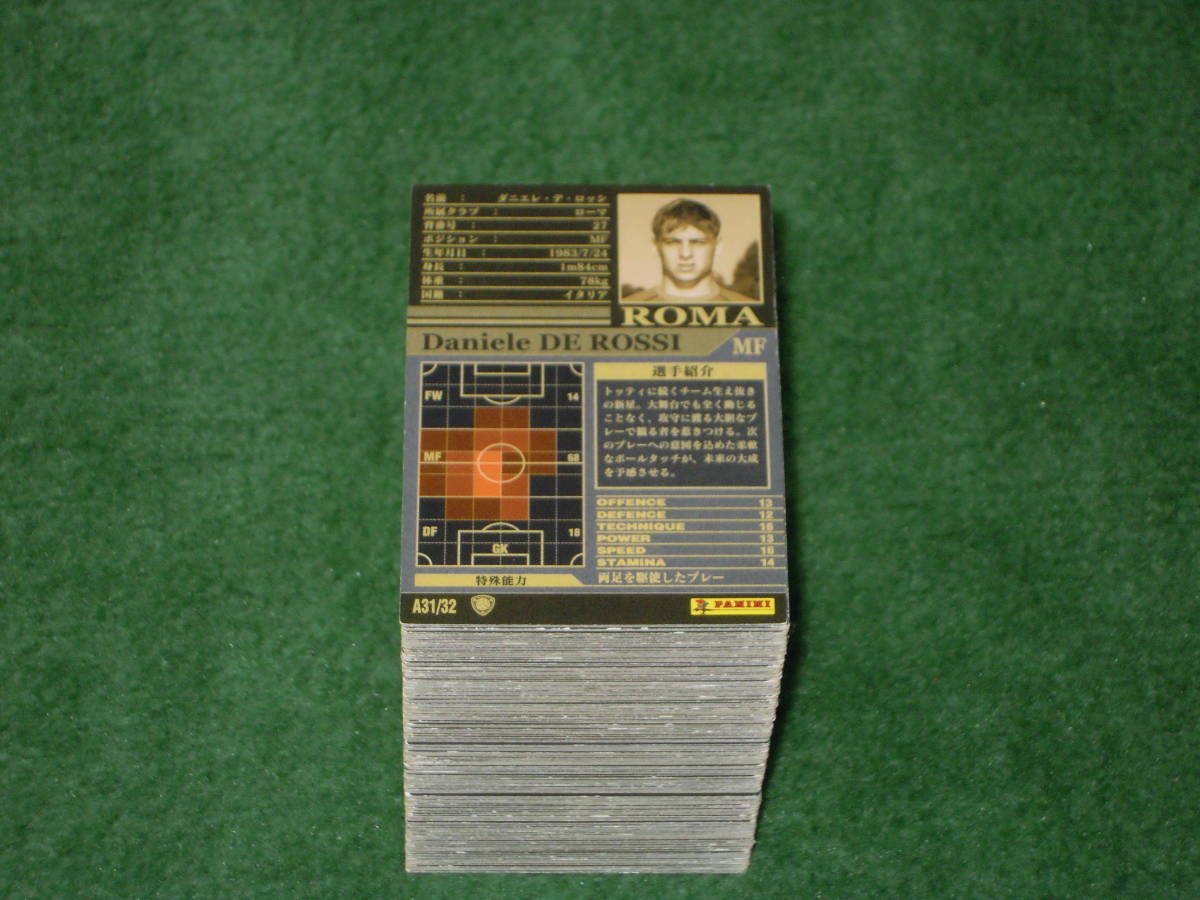 名前 : ダニエレ・デ・ロッシ
所属クラブ : ローマ
背番号 : 27
ポジション : MF
生年月日 : 1983/7/24
身長 : 1m84cm
体重 : 78kg
国籍 : イタリア
ROMA
Daniele DE ROSSI
MF
選手紹介
トッティに続くチーム生え抜き
の新星。大舞台でも全く動じる
ことなく、攻守に渡る大胆なプ
レーで観る者を惹きつける。次
のプレーへの意図を込めた柔軟
なボールタッチが、未来の大成
を予感させる。
FW 14
MF 68
DF 18
GK
OFFENCE 13
DEFENCE 12
TECHNIQUE 16
POWER 13
SPEED 16
STAMINA 14
特殊能力
両足を駆使したプレー
A31/32
PANINI